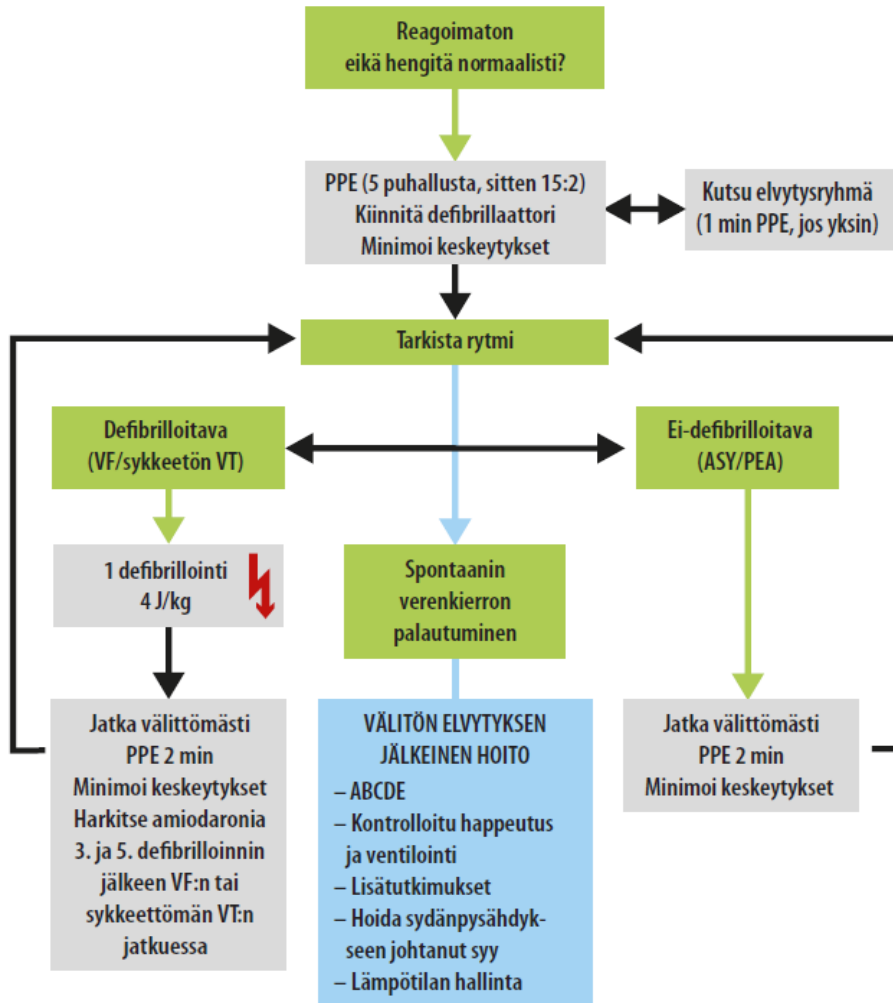 Reagoimaton
eikä hengitä normaalisti?
PPE (5 puhallusta, sitten 15:2)
Kiinnitä defibrillaattori
Minimoi keskeytykset
Kutsu elvytysryhmä
(1 min PPE, jos yksin)
Tarkista rytmi
Defibrilloitava
(VF/sykkeetön VT)
Ei-defibrilloitava
(ASY/PEA)
1 defibrillointi
4 J/kg
Spontaanin
verenkierron
palautuminen
Jatka välittömästi
PPE 2 min
Minimoi keskeytykset
Harkitse amiodaronia
3. ja 5. defibrilloinnin
jälkeen VF:n tai
sykkeettömän VT:n
jatkuessa
VÄLITÖN ELVYTYKSEN
JÄLKEINEN HOITO
– ABCDE
– Kontrolloitu happeutus
ja ventilointi
– Lisätutkimukset
– Hoida sydänpysähdyk-
seen johtanut syy
– Lämpötilan hallinta
Jatka välittömästi
PPE 2 min
Minimoi keskeytykset